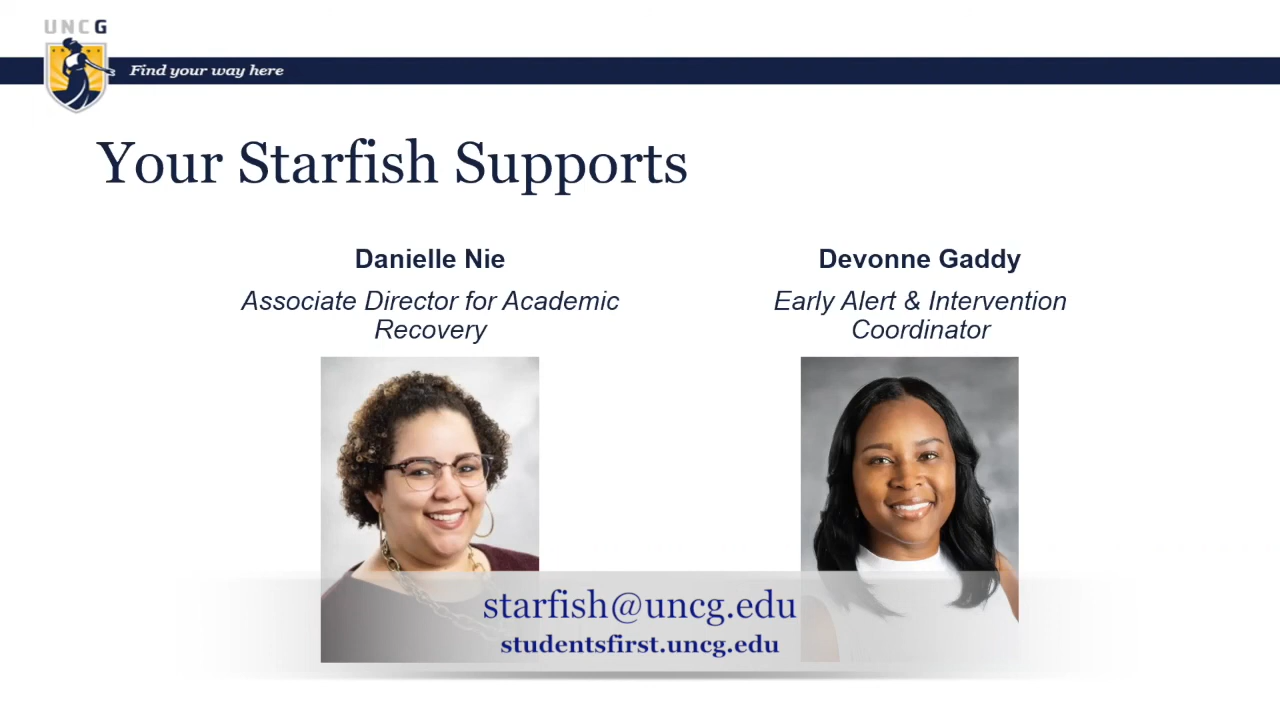 UNCG
Find your way here
Your Starfish Supports
Danielle Nie
Associate Director for Academic
Recovery
Devonne Gaddy
Early Alert & Intervention
Coordinator
starfish@uncg.edu
studentsfirst.uncg.edu